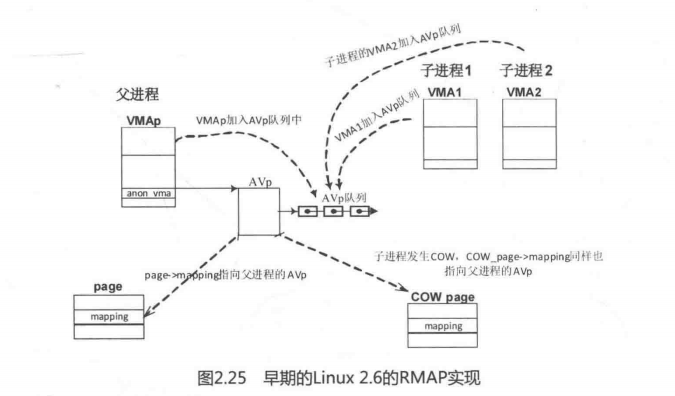 子进程的VMA2加入AVp队列
子进程1 子进程2
父进程
VMA1 VMA2
VMAp
VMAp加入AVp队列中
VMA1加入AVp队列
anon vma
AVp
AVp队列
子进程发生COW，COW_page->mapping同样也
指向父进程的AVp
page->mapping指向父进程的AVp
page
COW page
mapping
mapping
图2.25 早期的Linux 2.6的RMAP实现